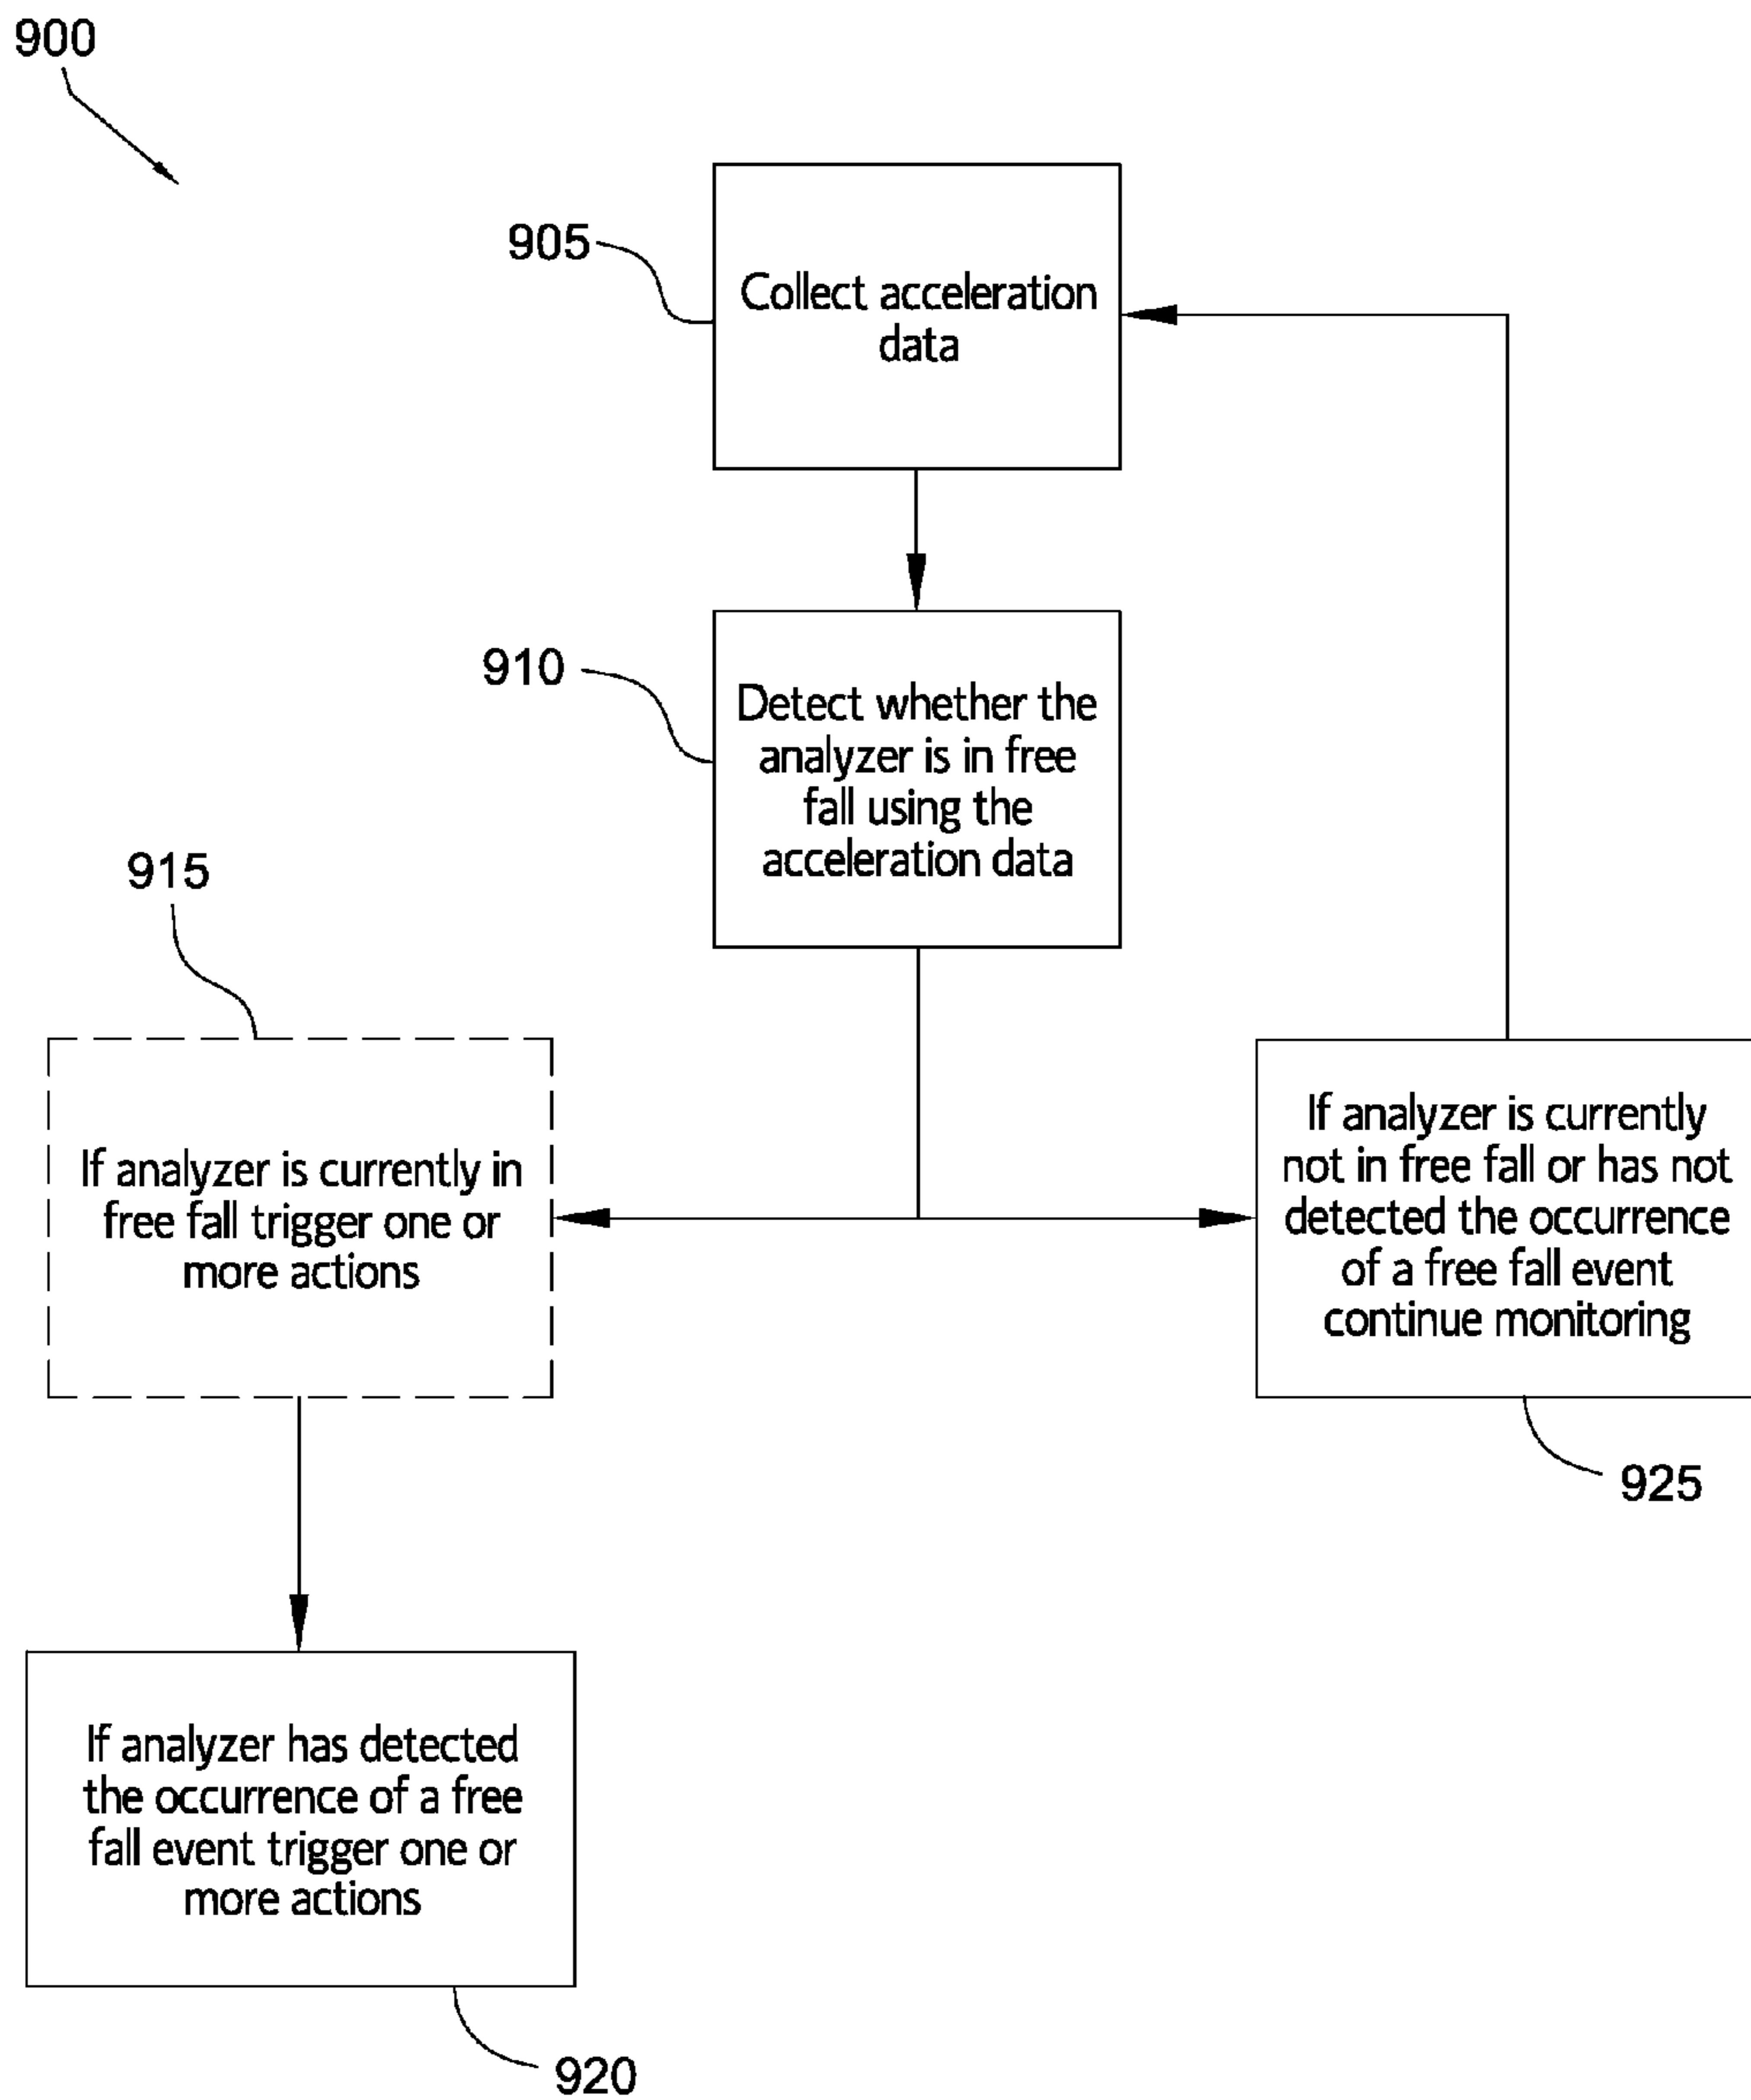 900
905
Collect acceleration
data
910
Detect whether the
analyzer is in free
fall using the
acceleration data
915
If analyzer is currently in
free fall trigger one or
more actions
If analyzer is currently
not in free fall or has not
detected the occurrence
of a free fall event
continue monitoring
925
If analyzer has detected
the occurrence of a free
fall event trigger one or
more actions
920